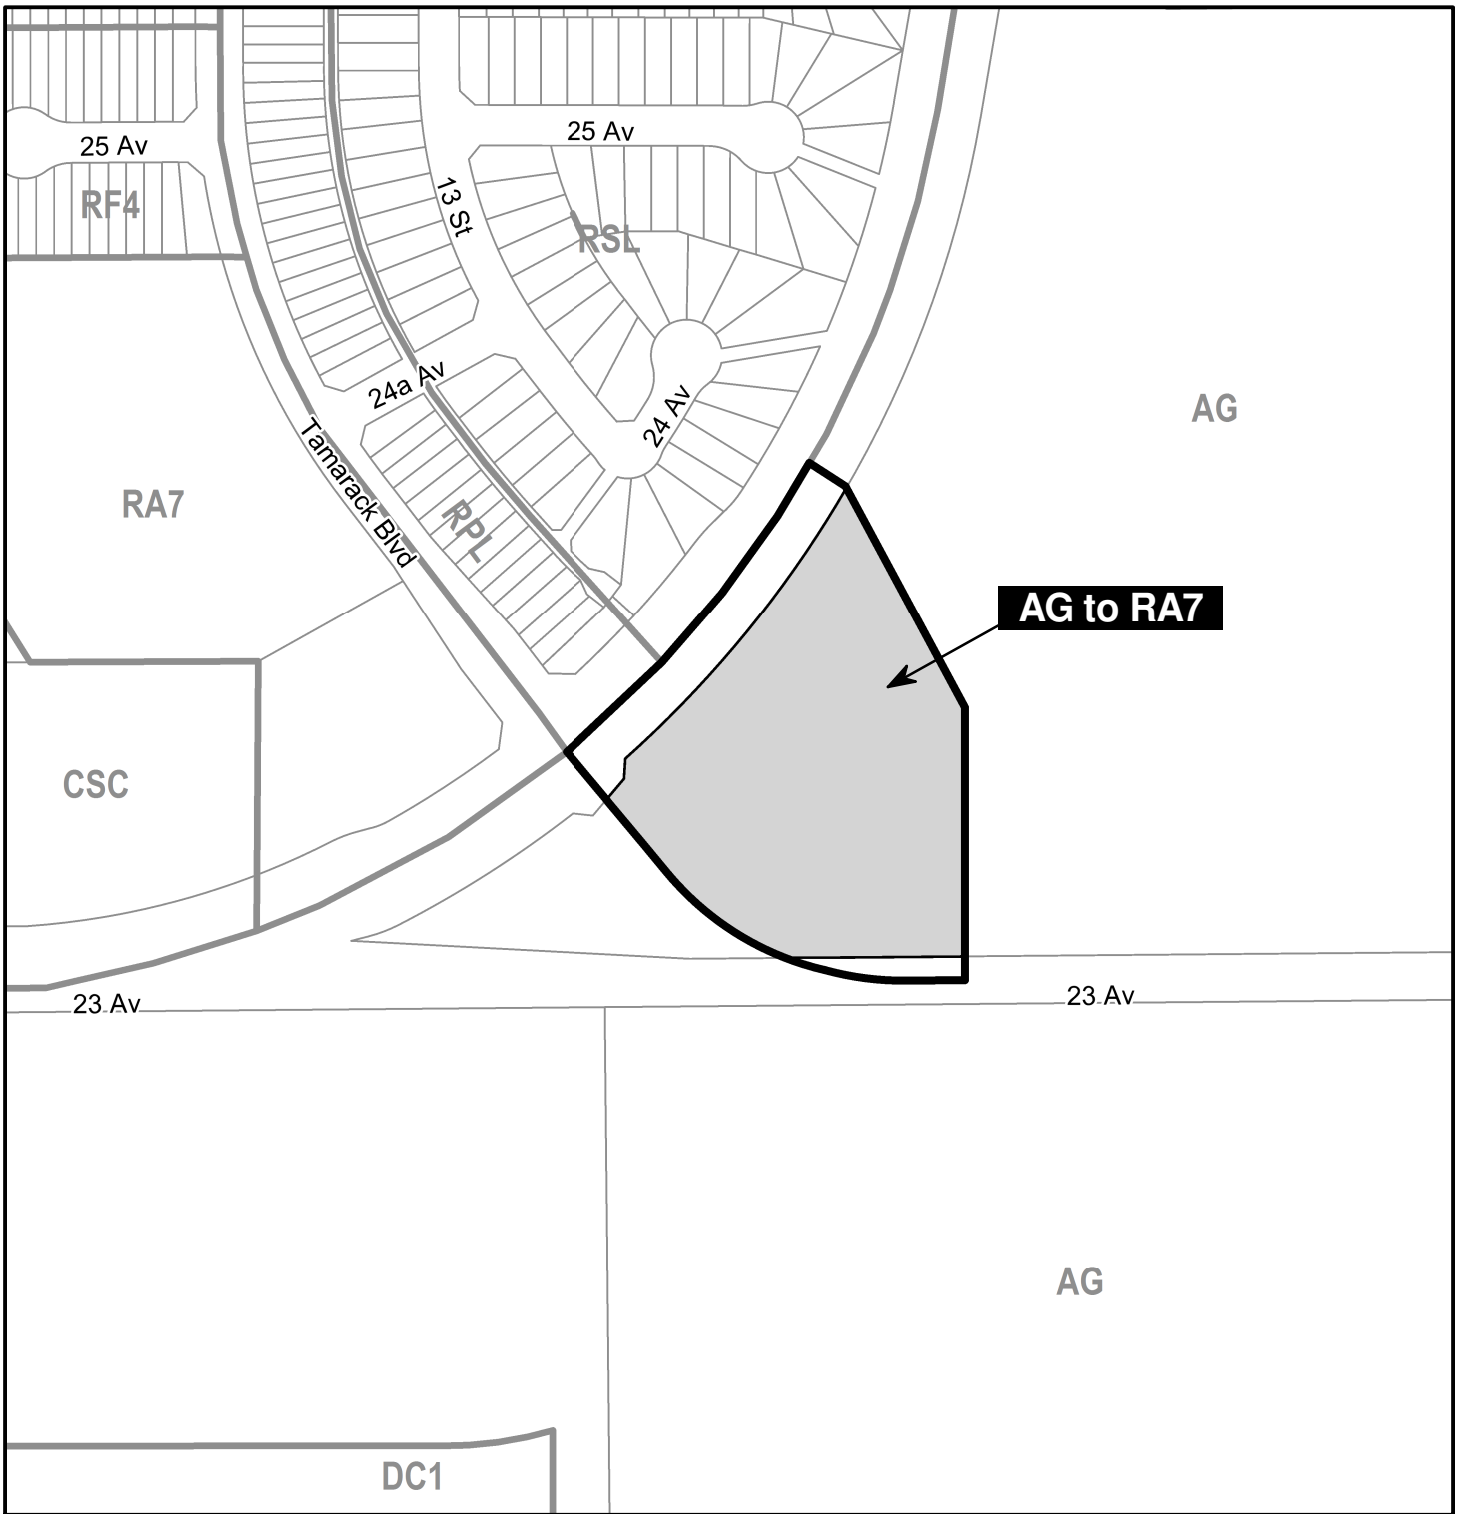 25 Av
25 Av
RF4
13 St
RSL
24a Av
24 Av
AG
Tamarack Blvd
RA7
RPL
AG to RA7
CSC
23 Av
23 Av
AG
DC1